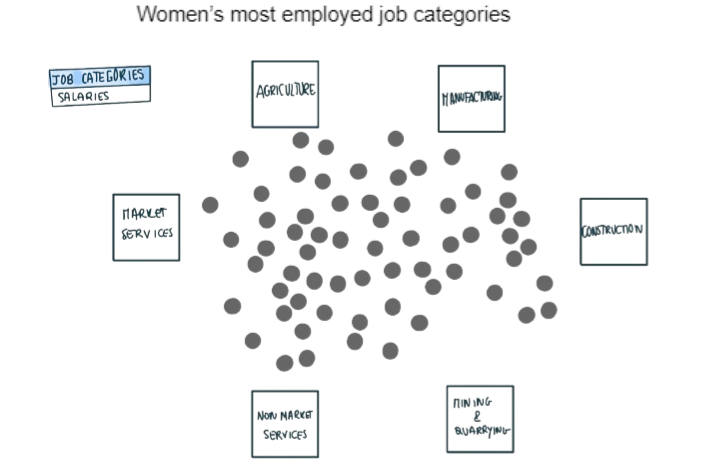 Women's most employed job categories
JOB CATEGORIES
SALARIES
AGRICULTURE
MANUFACTURING
MARKET
SERVICES
CONSTRUCTION
NON MARKET
SERVICES
MINING
&
QUARRYING